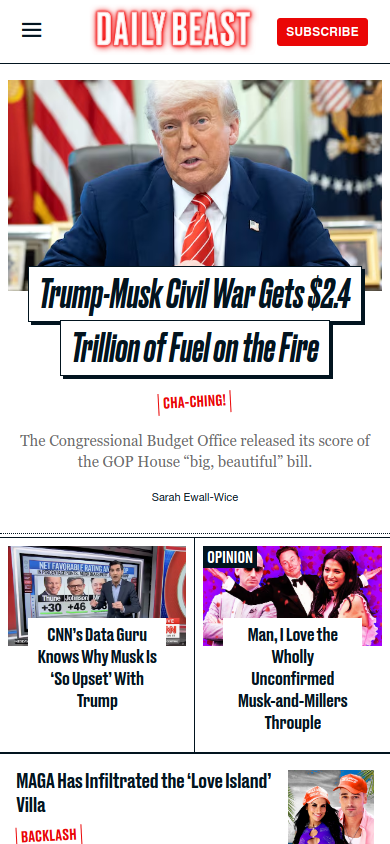 DAILY BEAST
SUBSCRIBE
Trump-Musk Civil War Gets $2.4
Trillion of Fuel on the Fire
CHA-CHING!
The Congressional Budget Office released its score of
the GOP House “big, beautiful” bill.
Sarah Ewall-Wice
NET FAVORABLE RATING AM
Thune
Johnson
+30 +46
CNN’s Data Guru
Knows Why Musk Is
‘So Upset’ With
Trump
OPINION
Man, I Love the
Wholly
Unconfirmed
Musk-and-Millers
Throuple
MAGA Has Infiltrated the ‘Love Island’
Villa
BACKLASH